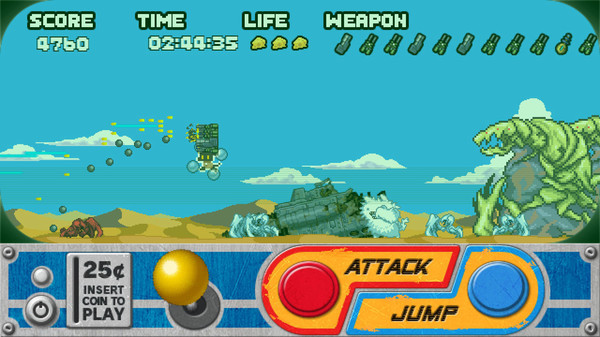 SCORE TIME LIFE WEAPON
4760 02:44:35
25¢
INSERT
COIN TO
PLAY
ATTACK
JUMP